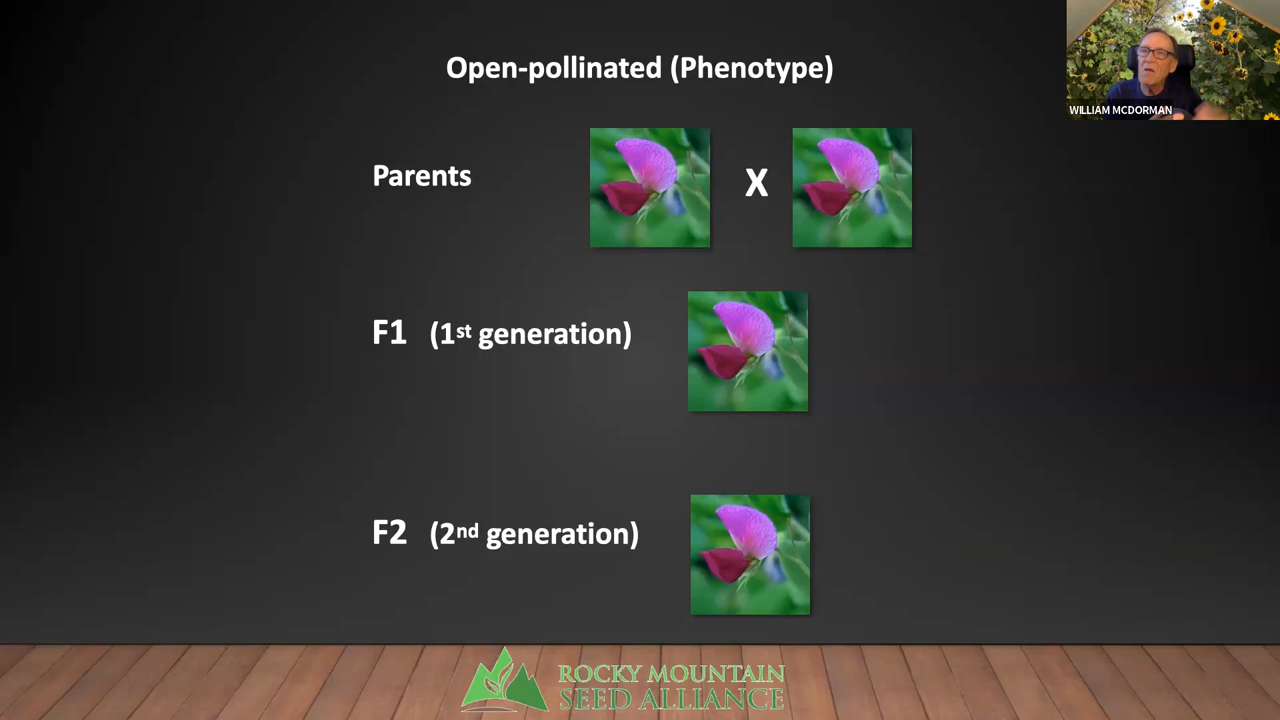 Open-pollinated (Phenotype)
WILLIAM MCDORMAN
Parents
X
F1 (1st generation)
F2 (2nd generation)
ROCKY MOUNTAIN
SEED ALLIANCE